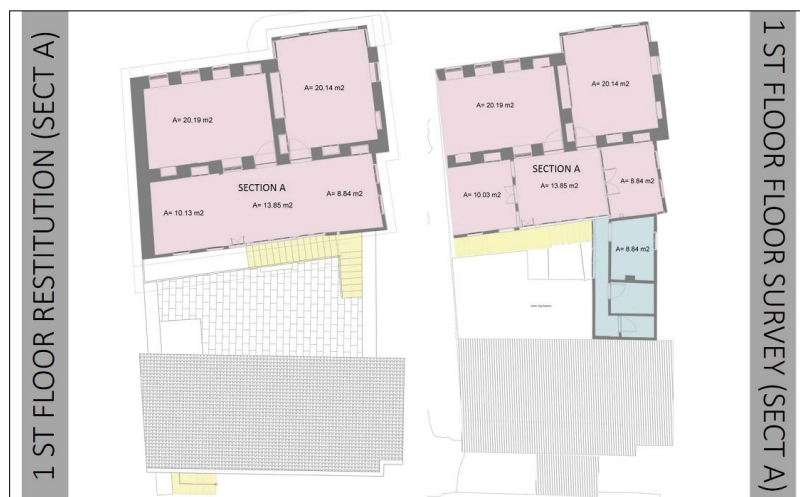 1 ST FLOOR RESTITUTION (SECT A)
A= 20.19 m2
A= 20.14 m2
SECTION A
A= 10.13 m2
A= 13.85 m2
A= 8.84 m2
A= 20.19 m2
A= 20.14 m2
SECTION A
A= 10.03 m2
A= 13.85 m2
A= 8.84 m2
A= 8.84 m2
1 ST FLOOR FLOOR SURVEY (SECT A)